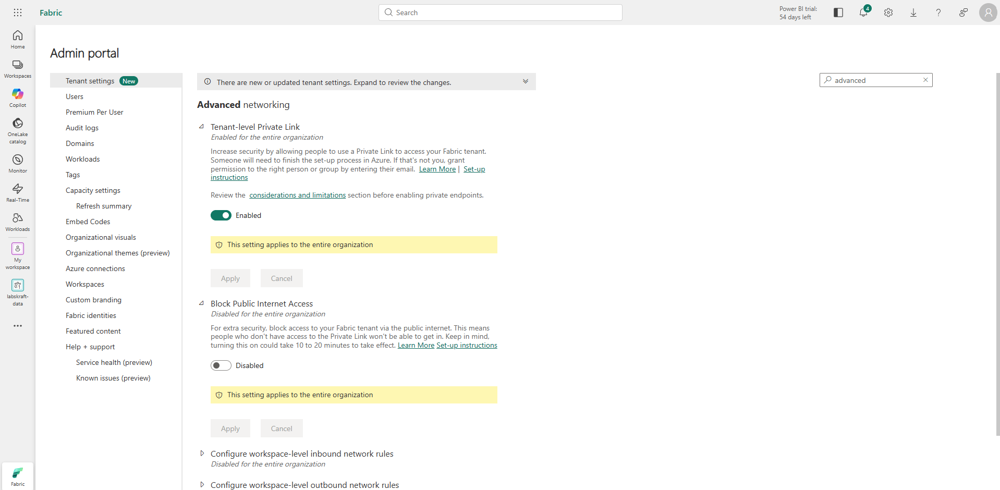 Fabric
Search
Power BI trial:
54 days left
4
Home
Workspaces
Copilot
OneLake
catalog
Monitor
Real-Time
Workloads
My
workspace
labskraft-
data
Fabric
Admin portal
Tenant settings New
Users
Premium Per User
Audit logs
Domains
Workloads
Tags
Capacity settings
Refresh summary
Embed Codes
Organizational visuals
Organizational themes (preview)
Azure connections
Workspaces
Custom branding
Fabric identities
Featured content
Help + support
Service health (preview)
Known issues (preview)
There are new or updated tenant settings. Expand to review the changes.
advanced
Advanced networking
Tenant-level Private Link
Enabled for the entire organization
Increase security by allowing people to use a Private Link to access your Fabric tenant.
Someone will need to finish the set-up process in Azure. If that's not you, grant
permission to the right person or group by entering their email. Learn More | Set-up
instructions
Review the considerations and limitations section before enabling private endpoints.
Enabled
This setting applies to the entire organization
Apply Cancel
Block Public Internet Access
Disabled for the entire organization
For extra security, block access to your Fabric tenant via the public internet. This means
people who don't have access to the Private Link won't be able to get in. Keep in mind,
turning this on could take 10 to 20 minutes to take effect. Learn More Set-up instructions
Disabled
This setting applies to the entire organization
Apply Cancel
Configure workspace-level inbound network rules
Disabled for the entire organization
Configure workspace-level outbound network rules